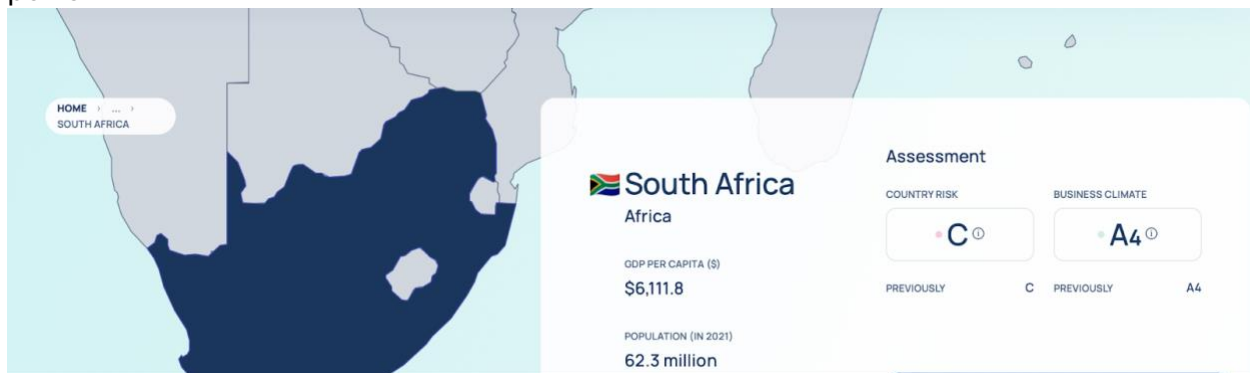 HOME › ... ›
SOUTH AFRICA
South Africa
Africa
GDP PER CAPITA ($)
$6,111.8
POPULATION (IN 2021)
62.3 million
Assessment
COUNTRY RISK
BUSINESS CLIMATE
C
A4
PREVIOUSLY C
PREVIOUSLY A4